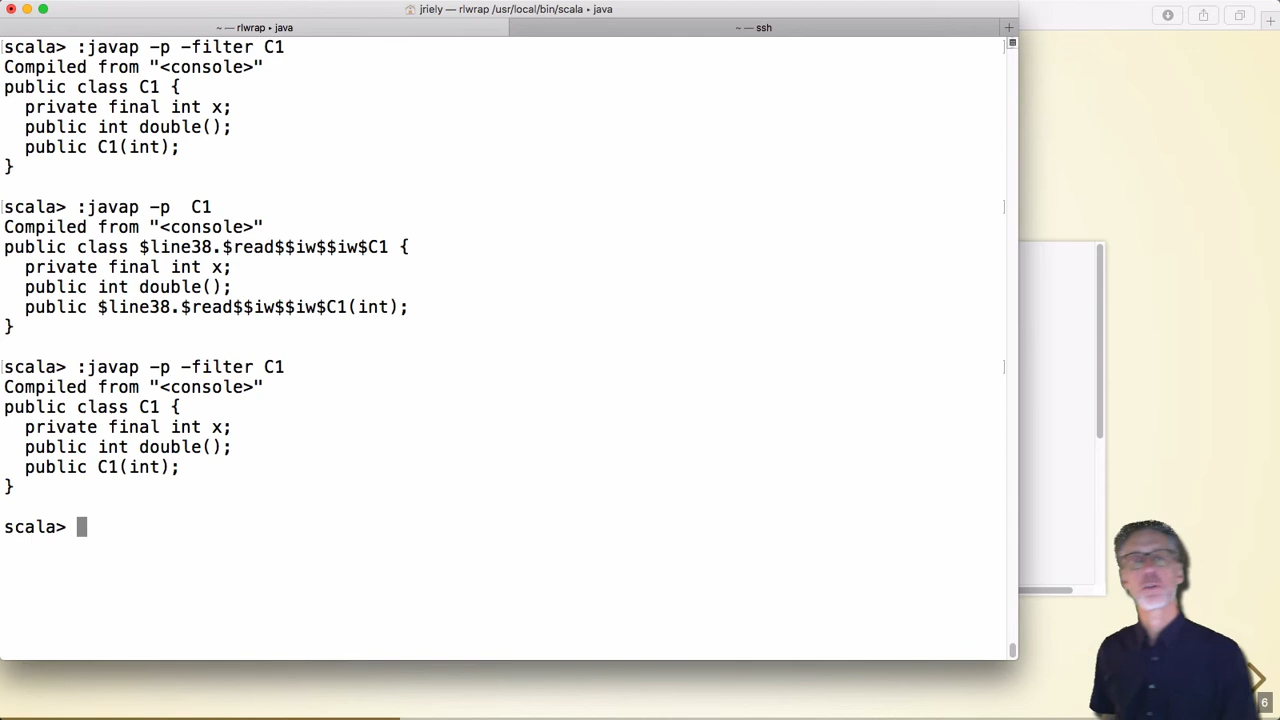 jriely — rlwrap /usr/local/bin/scala ▸ java
~ — rlwrap ▸ java
~ — ssh
scala> :javap -p -filter C1
Compiled from "<console>"
public class C1 {
  private final int x;
  public int double();
  public C1(int);
}
scala> :javap -p  C1
Compiled from "<console>"
public class $line38.$read$$iw$$iw$C1 {
  private final int x;
  public int double();
  public $line38.$read$$iw$$iw$C1(int);
}
scala> :javap -p -filter C1
Compiled from "<console>"
public class C1 {
  private final int x;
  public int double();
  public C1(int);
}
scala>
6